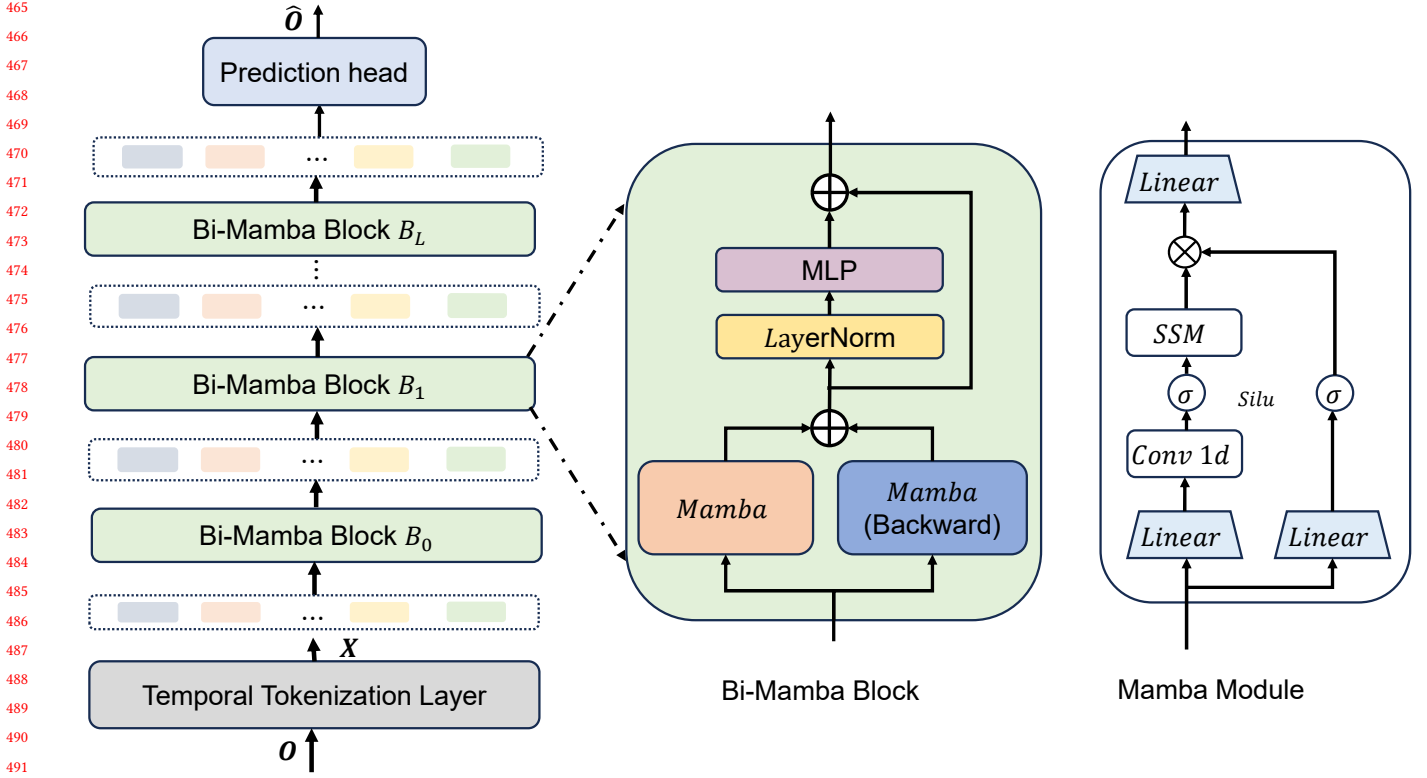 465
466
467
468
469
470
471
472
473
474
475
476
477
478
479
480
481
482
483
484
485
486
487
488
489
490
491
Ô
Prediction head
...
Bi-Mamba Block B_L
...
...
Bi-Mamba Block B_1
...
Bi-Mamba Block B_0
...
X
Temporal Tokenization Layer
O
MLP
LayerNorm
Mamba
Mamba
(Backward)
Bi-Mamba Block
Linear
SSM
σ
Silu
σ
Conv 1d
Linear
Linear
Mamba Module